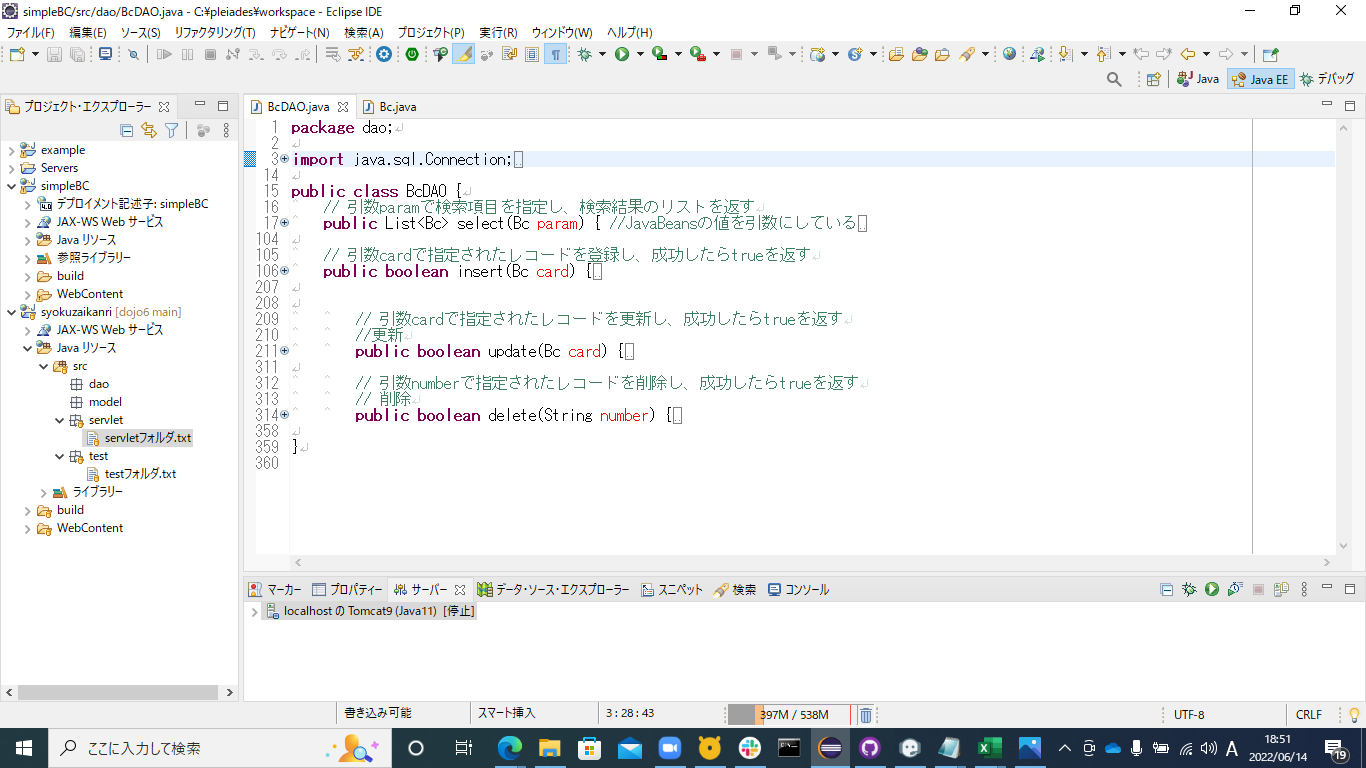 simpleBC/src/dao/BcDAO.java - C:¥pleiades¥workspace - Eclipse IDE
ファイル(F) 編集(E) ソース(S) リファクタリング(T) ナビゲート(N) 検索(A) プロジェクト(P) 実行(R) ウィンドウ(W) ヘルプ(H)
Java Java EE デバッグ
プロジェクト・エクスプローラー
example
Servers
simpleBC
デプロイメント記述子: simpleBC
JAX-WS Web サービス
Java リソース
参照ライブラリー
build
WebContent
syokuzaikanri [dojo6 main]
JAX-WS Web サービス
Java リソース
src
dao
model
servlet
servletフォルダ.txt
test
testフォルダ.txt
ライブラリー
build
WebContent
BcDAO.java Bc.java
1 package dao;
2
3 import java.sql.Connection;
14
15 public class BcDAO {
16 // 引数paramで検索項目を指定し、検索結果のリストを返す
17 public List<Bc> select(Bc param) { //JavaBeansの値を引数にしている
104
105 // 引数cardで指定されたレコードを登録し、成功したらtrueを返す
106 public boolean insert(Bc card) {
207
208
209 // 引数cardで指定されたレコードを更新し、成功したらtrueを返す
210 //更新
211 public boolean update(Bc card) {
311
312 // 引数numberで指定されたレコードを削除し、成功したらtrueを返す
313 // 削除
314 public boolean delete(String number) {
358
359 }
360
マーカー プロパティー サーバー データ・ソース・エクスプローラー スニペット 検索 コンソール
localhost の Tomcat9 (Java11) [停止]
書き込み可能 スマート挿入 3 : 28 : 43 397M / 538M UTF-8 CRLF
ここに入力して検索
A 18:51
2022/06/14
19